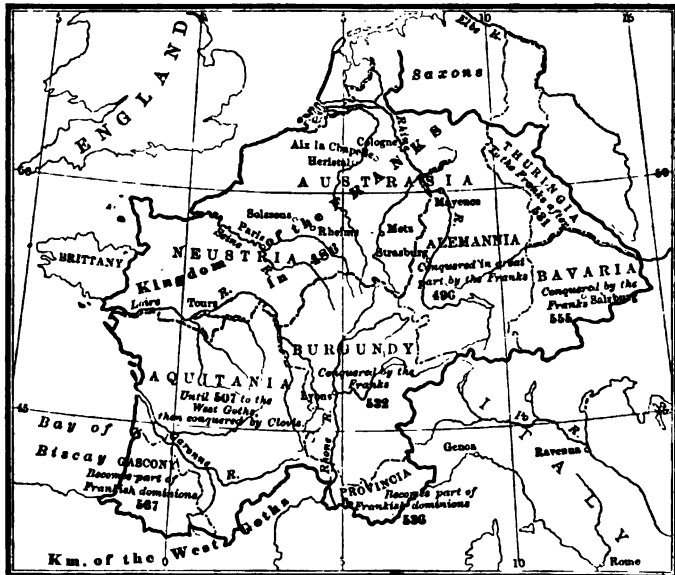 10
15
Elbe R.
Saxons
ENGLAND
Rhine
Cologne
Aix la Chapelle
Heristal
THURINGIA
To the Franks after
531
50
50
AUSTRASIA
Mayence
R.
Soissons
Paris
Seine R.
Rheims
Metz
Strasburg
Kingdom of the FRANKS
in 481
NEUSTRIA
BRITTANY
ALEMANNIA
Conquered in great
part by the Franks
496
BAVARIA
Conquered by the
Franks Salzburg
555
Loire R.
Tours
BURGUNDY
Conquered by the
Franks
532
AQUITANIA
Until 507 to the
West Goths,
then conquered by Clovis.
Lyons
Rhone R.
45
Bay of
Biscay
Garonne R.
GASCONY
Becomes part of
Frankish dominions
567
PROVINCIA
Becomes part of
Frankish dominions
536
Po R.
ITALY
Genoa
Ravenna
Rome
Km. of the West Goths
0
5
10